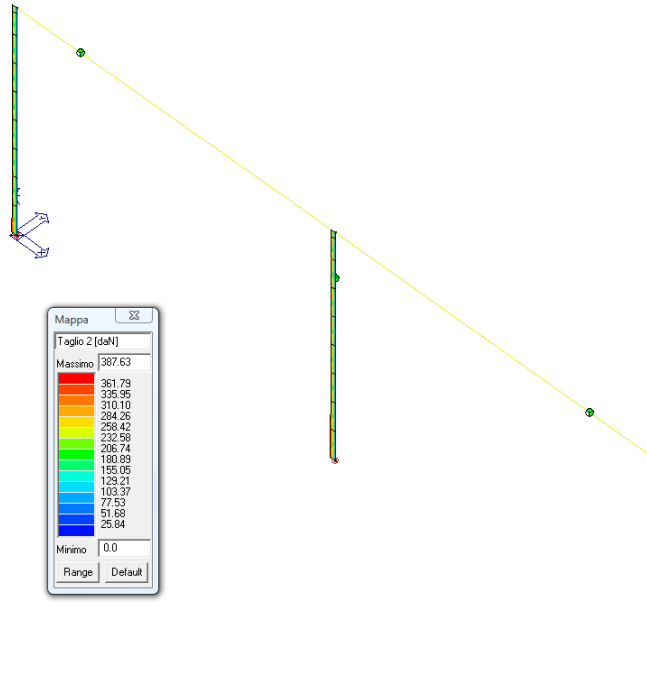 Mappa
Taglio 2 [daN]
Massimo 387.63
361.79
335.95
310.10
284.26
258.42
232.58
206.74
180.89
155.05
129.21
103.37
77.53
51.68
25.84
Minimo 0.0
Range Default